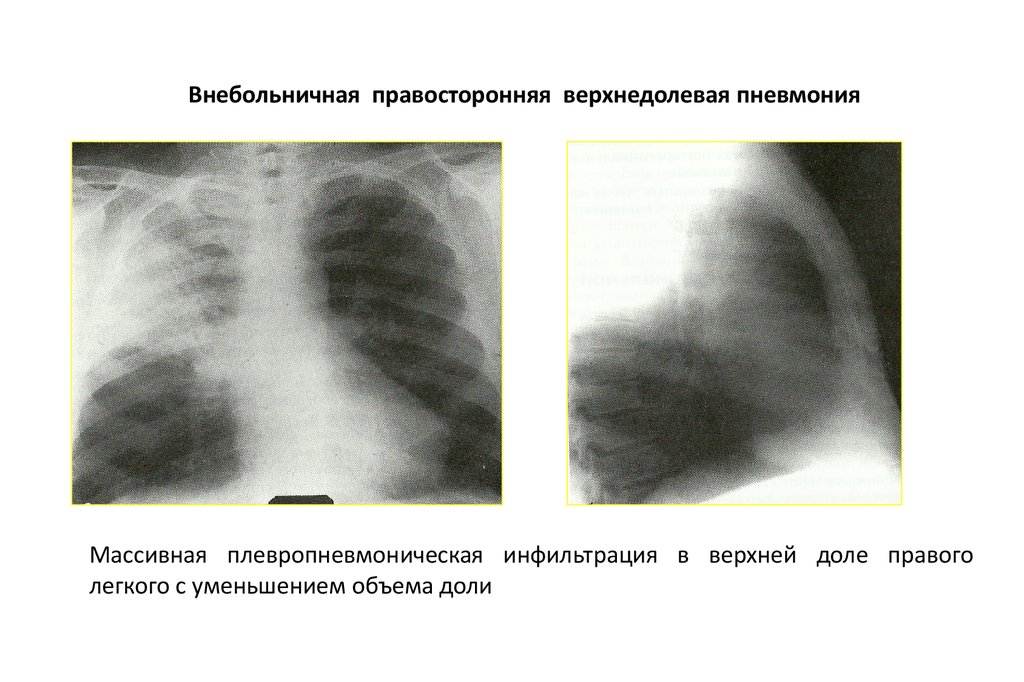 Внебольничная правосторонняя верхнедолевая пневмония
Массивная плевропневмоническая инфильтрация в верхней доле правого
легкого с уменьшением объема доли